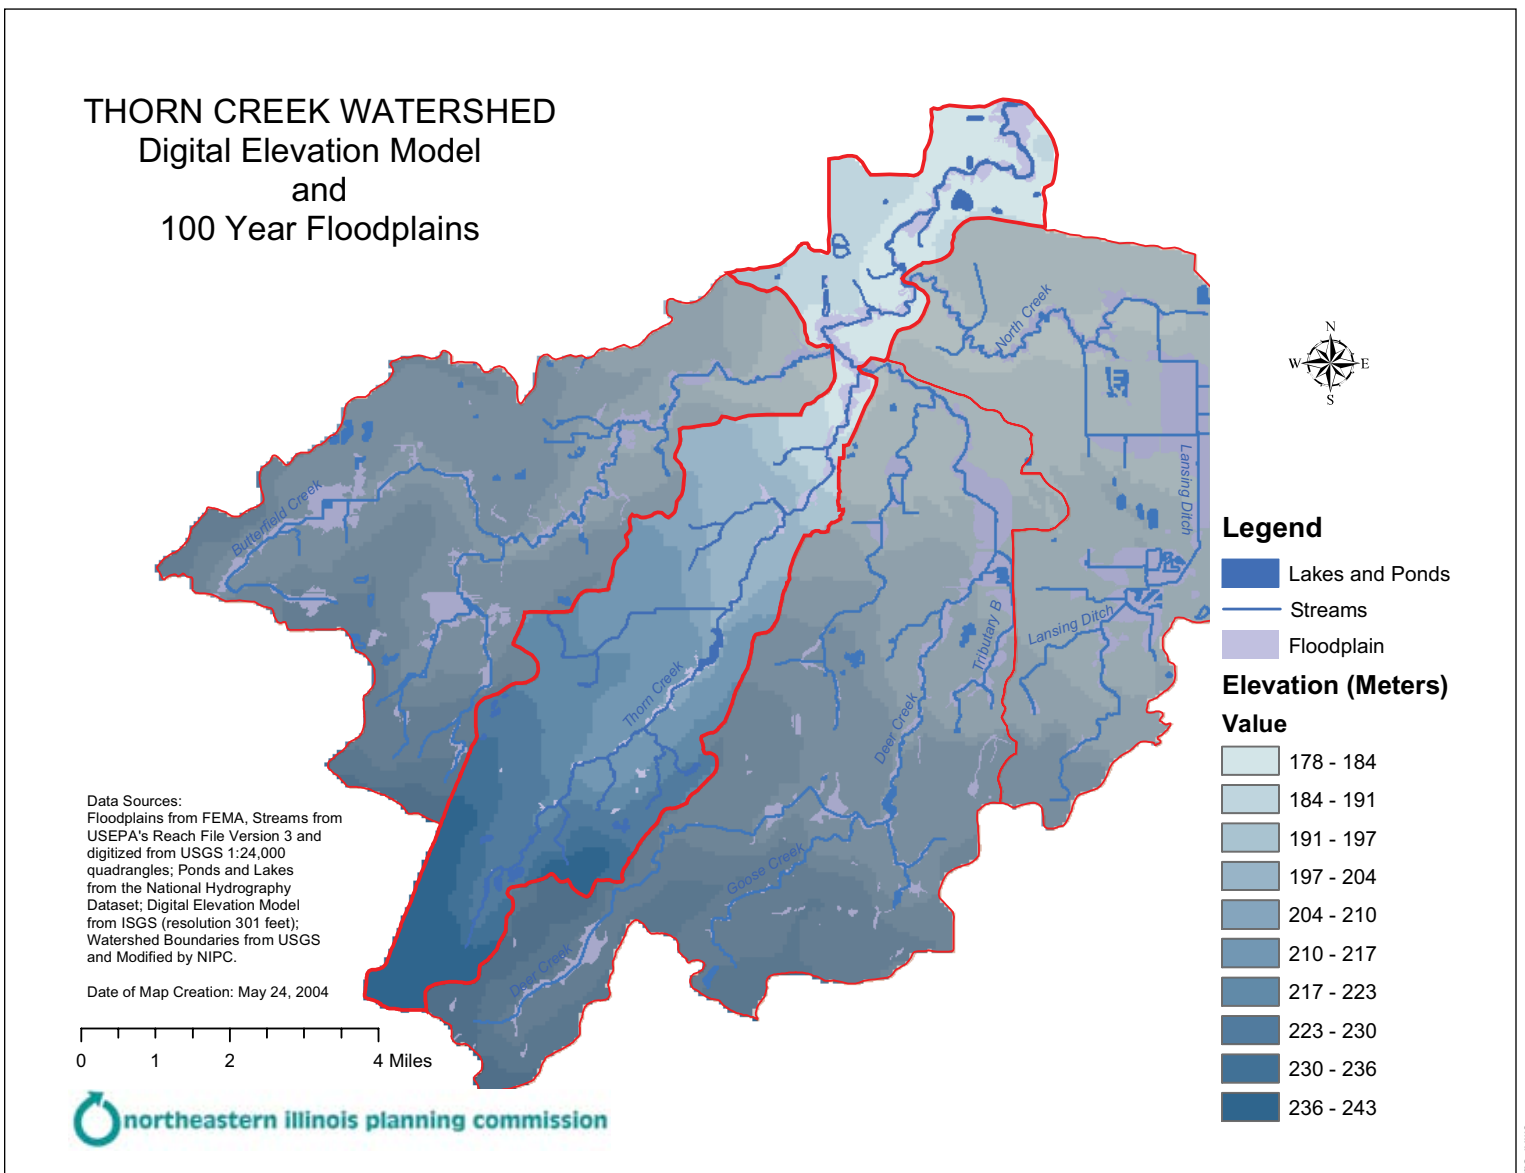 THORN CREEK WATERSHED
Digital Elevation Model
and
100 Year Floodplains
North Creek
N
W
E
S
Butterfield Creek
Lansing Ditch
Lansing Ditch
Tributary B
Thorn Creek
Deer Creek
Goose Creek
Deer Creek
Legend
Lakes and Ponds
Streams
Floodplain
Elevation (Meters)
Value
178 - 184
184 - 191
191 - 197
197 - 204
204 - 210
210 - 217
217 - 223
223 - 230
230 - 236
236 - 243
Data Sources:
Floodplains from FEMA, Streams from
USEPA's Reach File Version 3 and
digitized from USGS 1:24,000
quadrangles; Ponds and Lakes
from the National Hydrography
Dataset; Digital Elevation Model
from ISGS (resolution 301 feet);
Watershed Boundaries from USGS
and Modified by NIPC.
Date of Map Creation: May 24, 2004
0 1 2 4 Miles
northeastern illinois planning commission